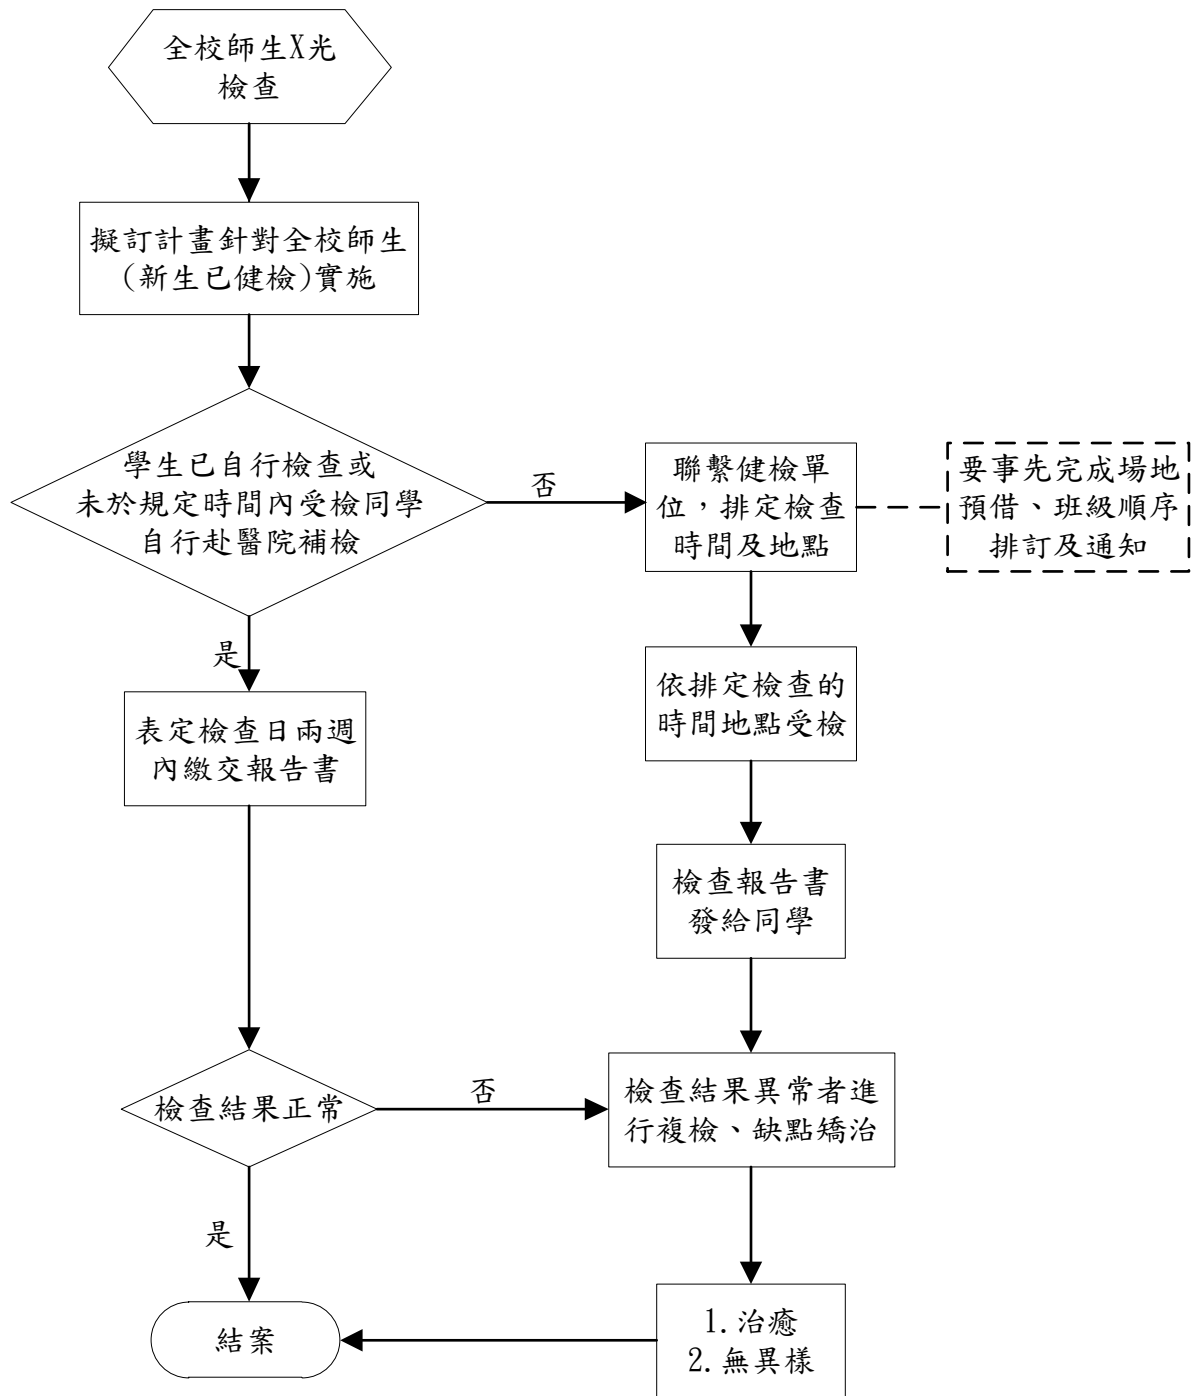 全校師生X光
檢查
擬訂計畫針對全校師生
(新生已健檢)實施
學生已自行檢查或
未於規定時間內受檢同學
自行赴醫院補檢
否
聯繫健檢單
位，排定檢查
時間及地點
要事先完成場地
預借、班級順序
排訂及通知
是
表定檢查日兩週
內繳交報告書
依排定檢查的
時間地點受檢
檢查報告書
發給同學
檢查結果正常
否
檢查結果異常者進
行複檢、缺點矯治
是
結案
1.治癒
2.無異樣